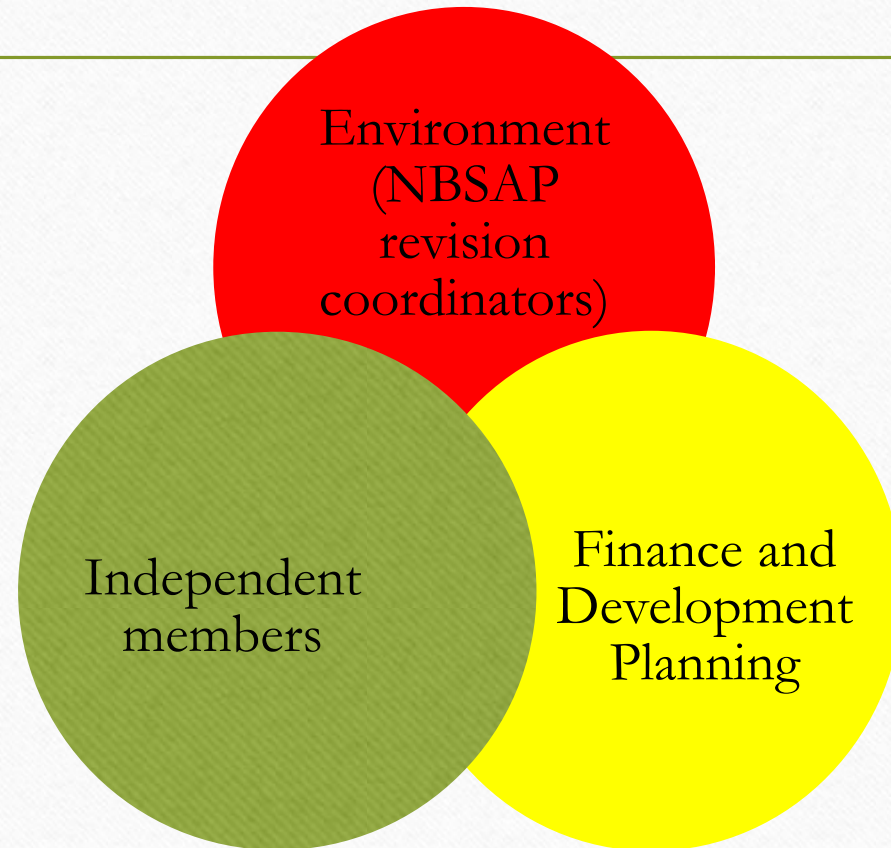 Environment
(NBSAP
revision
coordinators)
Independent
members
Finance and
Development
Planning